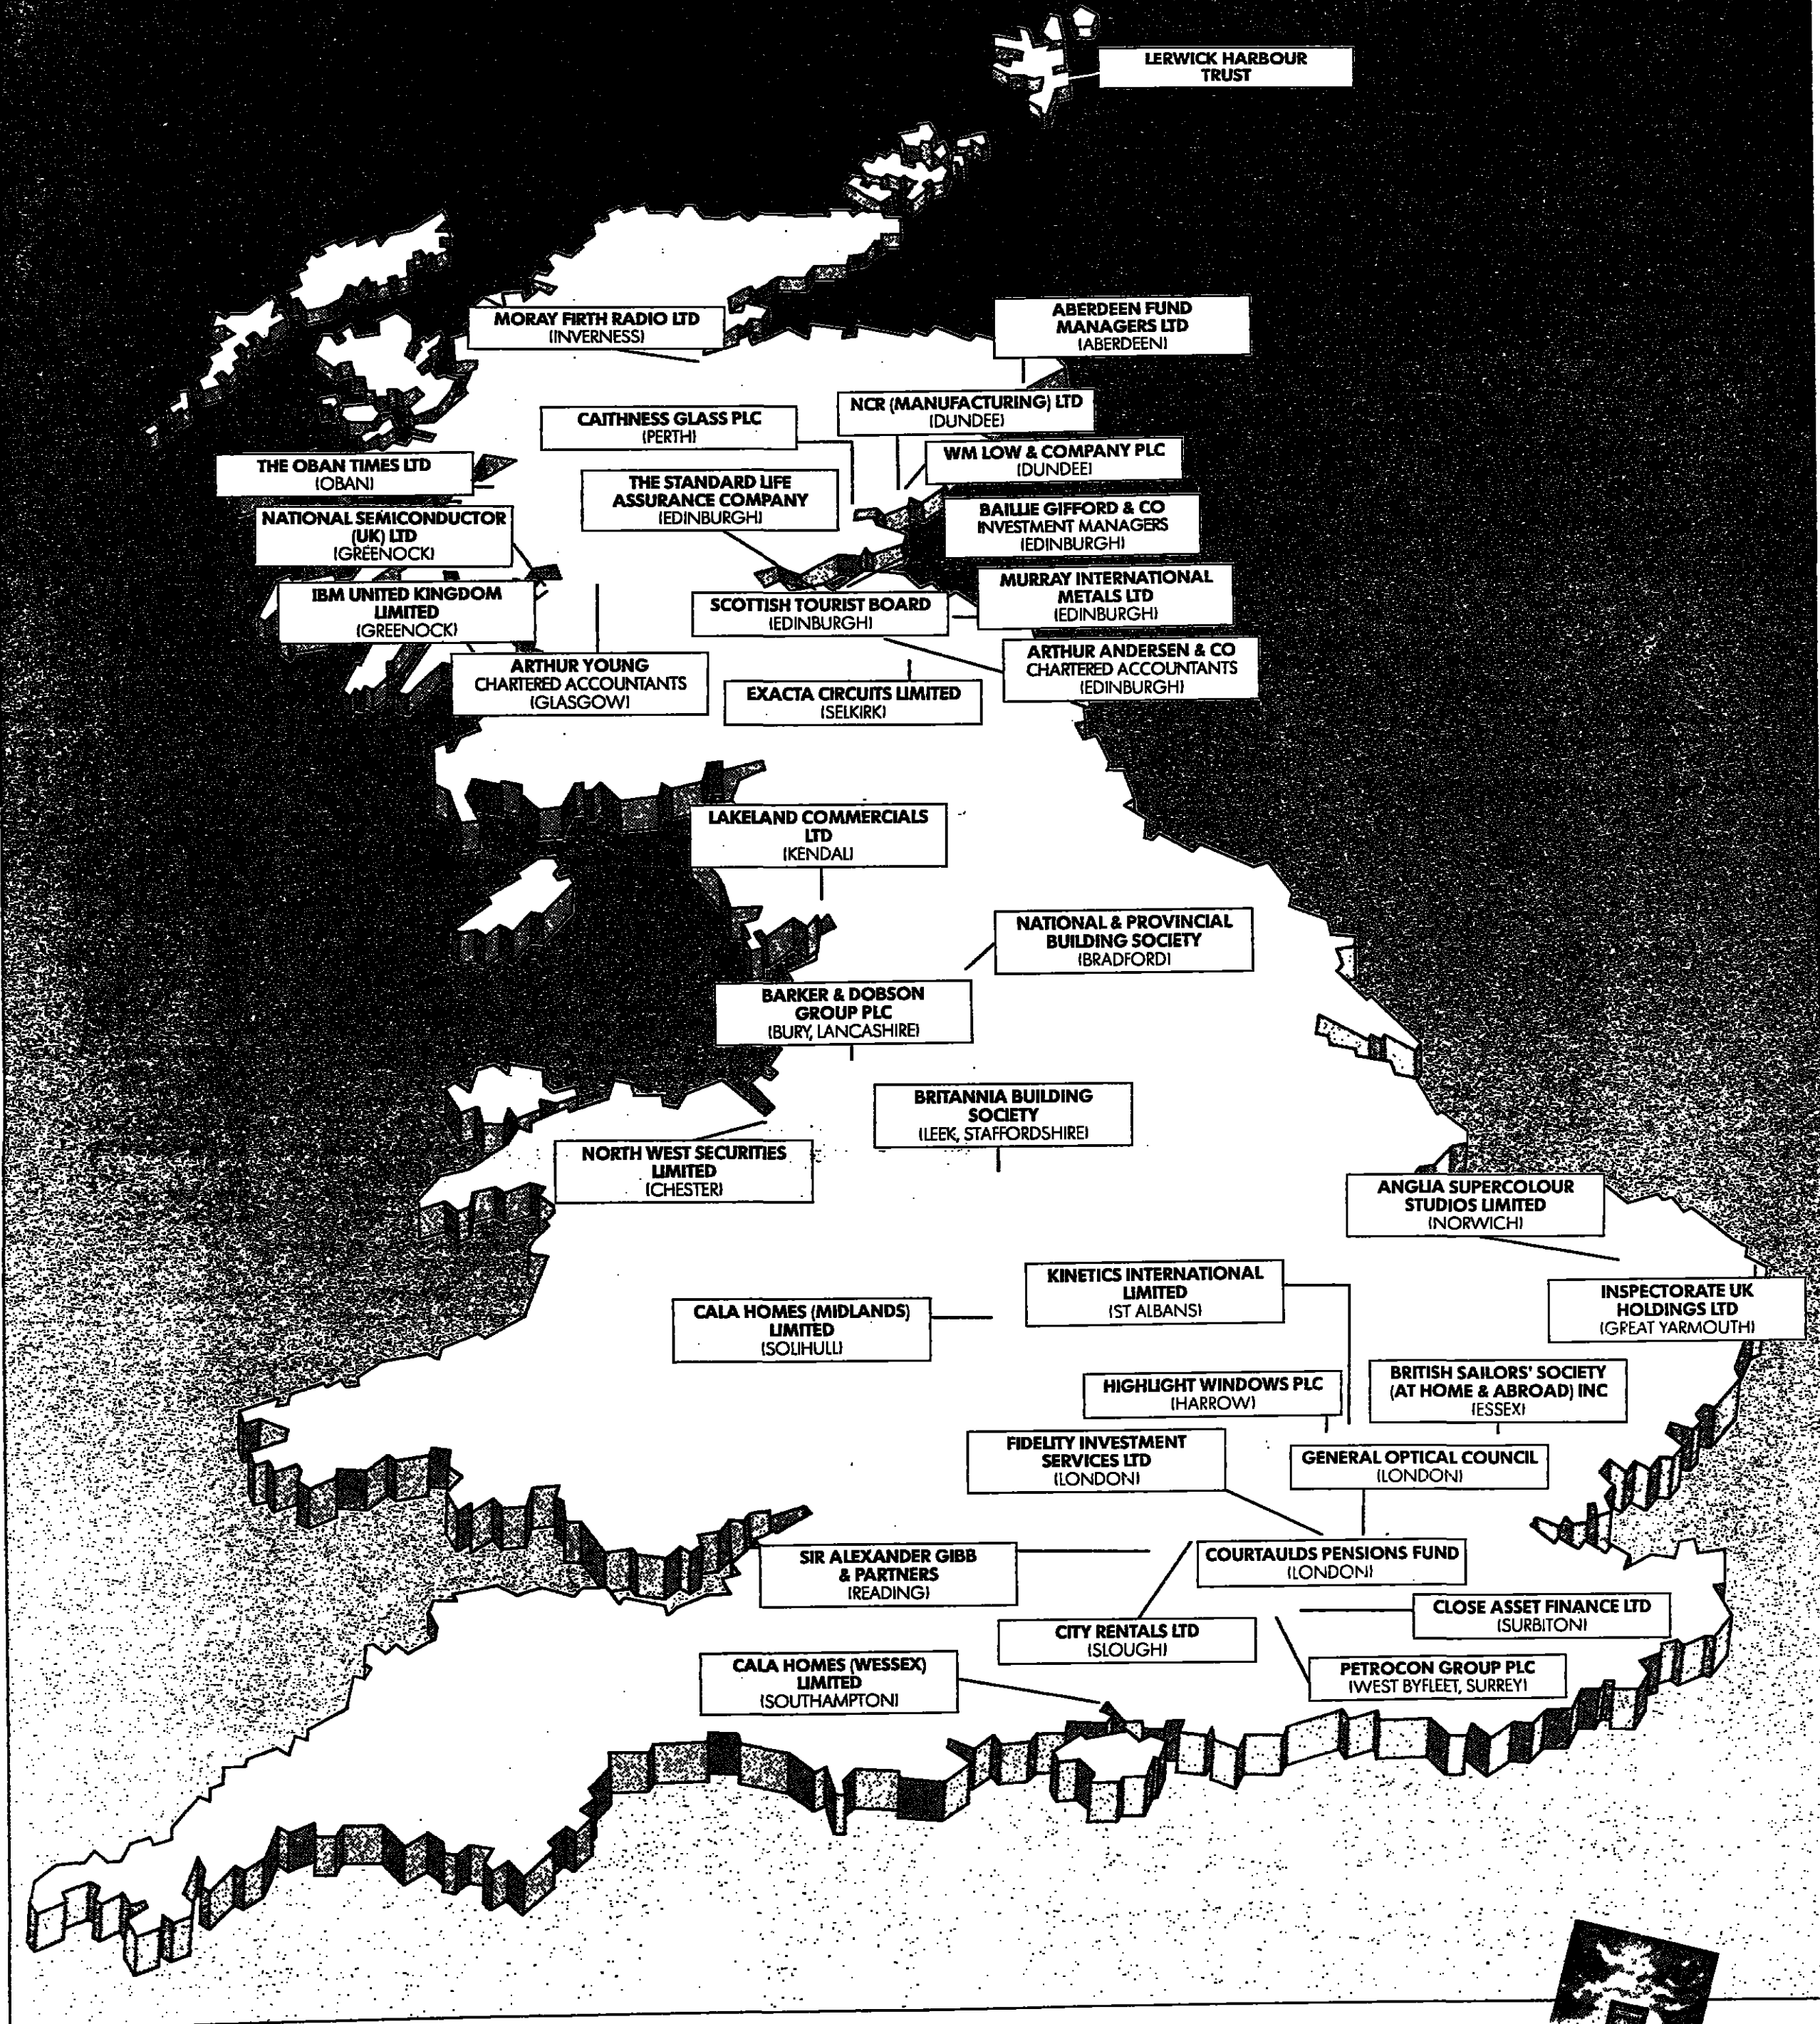 LERWICK HARBOUR
TRUST
MORAY FIRTH RADIO LTD
(INVERNESS)
ABERDEEN FUND
MANAGERS LTD
(ABERDEEN)
NCR (MANUFACTURING) LTD
(DUNDEE)
CAITHNESS GLASS PLC
(PERTH)
WM LOW & COMPANY PLC
(DUNDEE)
THE OBAN TIMES LTD
(OBAN)
THE STANDARD LIFE
ASSURANCE COMPANY
(EDINBURGH)
BAILLIE GIFFORD & CO
INVESTMENT MANAGERS
(EDINBURGH)
NATIONAL SEMICONDUCTOR
(UK) LTD
(GREENOCK)
MURRAY INTERNATIONAL
METALS LTD
(EDINBURGH)
IBM UNITED KINGDOM
LIMITED
(GREENOCK)
SCOTTISH TOURIST BOARD
(EDINBURGH)
ARTHUR ANDERSEN & CO
CHARTERED ACCOUNTANTS
(EDINBURGH)
ARTHUR YOUNG
CHARTERED ACCOUNTANTS
(GLASGOW)
EXACTA CIRCUITS LIMITED
(SELKIRK)
LAKELAND COMMERCIALS
LTD
(KENDAL)
NATIONAL & PROVINCIAL
BUILDING SOCIETY
(BRADFORD)
BARKER & DOBSON
GROUP PLC
(BURY, LANCASHIRE)
BRITANNIA BUILDING
SOCIETY
(LEEK, STAFFORDSHIRE)
NORTH WEST SECURITIES
LIMITED
(CHESTER)
ANGLIA SUPERCOLOUR
STUDIOS LIMITED
(NORWICH)
KINETICS INTERNATIONAL
LIMITED
(ST ALBANS)
INSPECTORATE UK
HOLDINGS LTD
(GREAT YARMOUTH)
CALA HOMES (MIDLANDS)
LIMITED
(SOLIHULL)
HIGHLIGHT WINDOWS PLC
(HARROW)
BRITISH SAILORS' SOCIETY
(AT HOME & ABROAD) INC
(ESSEX)
FIDELITY INVESTMENT
SERVICES LTD
(LONDON)
GENERAL OPTICAL COUNCIL
(LONDON)
SIR ALEXANDER GIBB
& PARTNERS
(READING)
COURTAULDS PENSIONS FUND
(LONDON)
CLOSE ASSET FINANCE LTD
(SURBITON)
CITY RENTALS LTD
(SLOUGH)
CALA HOMES (WESSEX)
LIMITED
(SOUTHAMPTON)
PETROCON GROUP PLC
(WEST BYFLEET, SURREY)